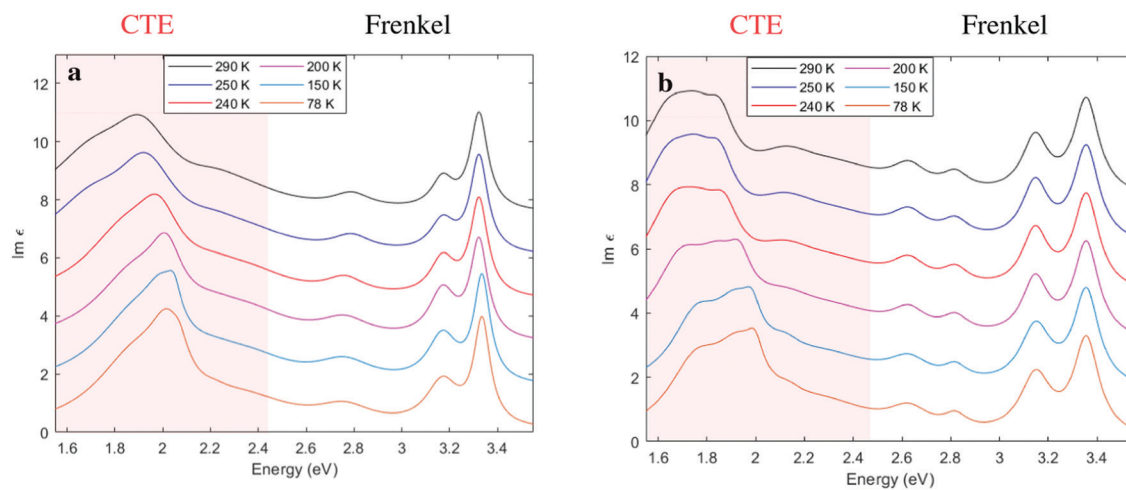 CTE Frenkel
a
290 K 200 K
250 K 150 K
240 K 78 K
12
10
8
6
4
2
0
Im ϵ
1.6 1.8 2 2.2 2.4 2.6 2.8 3 3.2 3.4
Energy (eV)
CTE Frenkel
b
290 K 200 K
250 K 150 K
240 K 78 K
12
10
8
6
4
2
0
Im ϵ
1.6 1.8 2 2.2 2.4 2.6 2.8 3 3.2 3.4
Energy (eV)